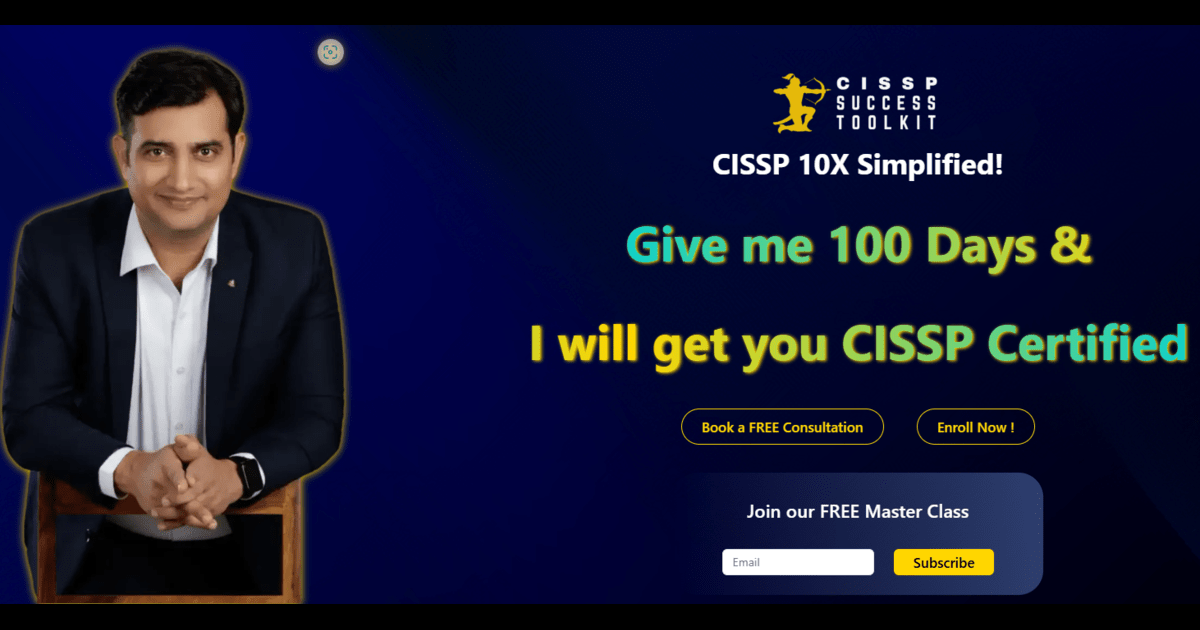 CISSP
SUCCESS
TOOLKIT
CISSP 10X Simplified!
Give me 100 Days &
I will get you CISSP Certified
Book a FREE Consultation
Enroll Now !
Join our FREE Master Class
Email
Subscribe